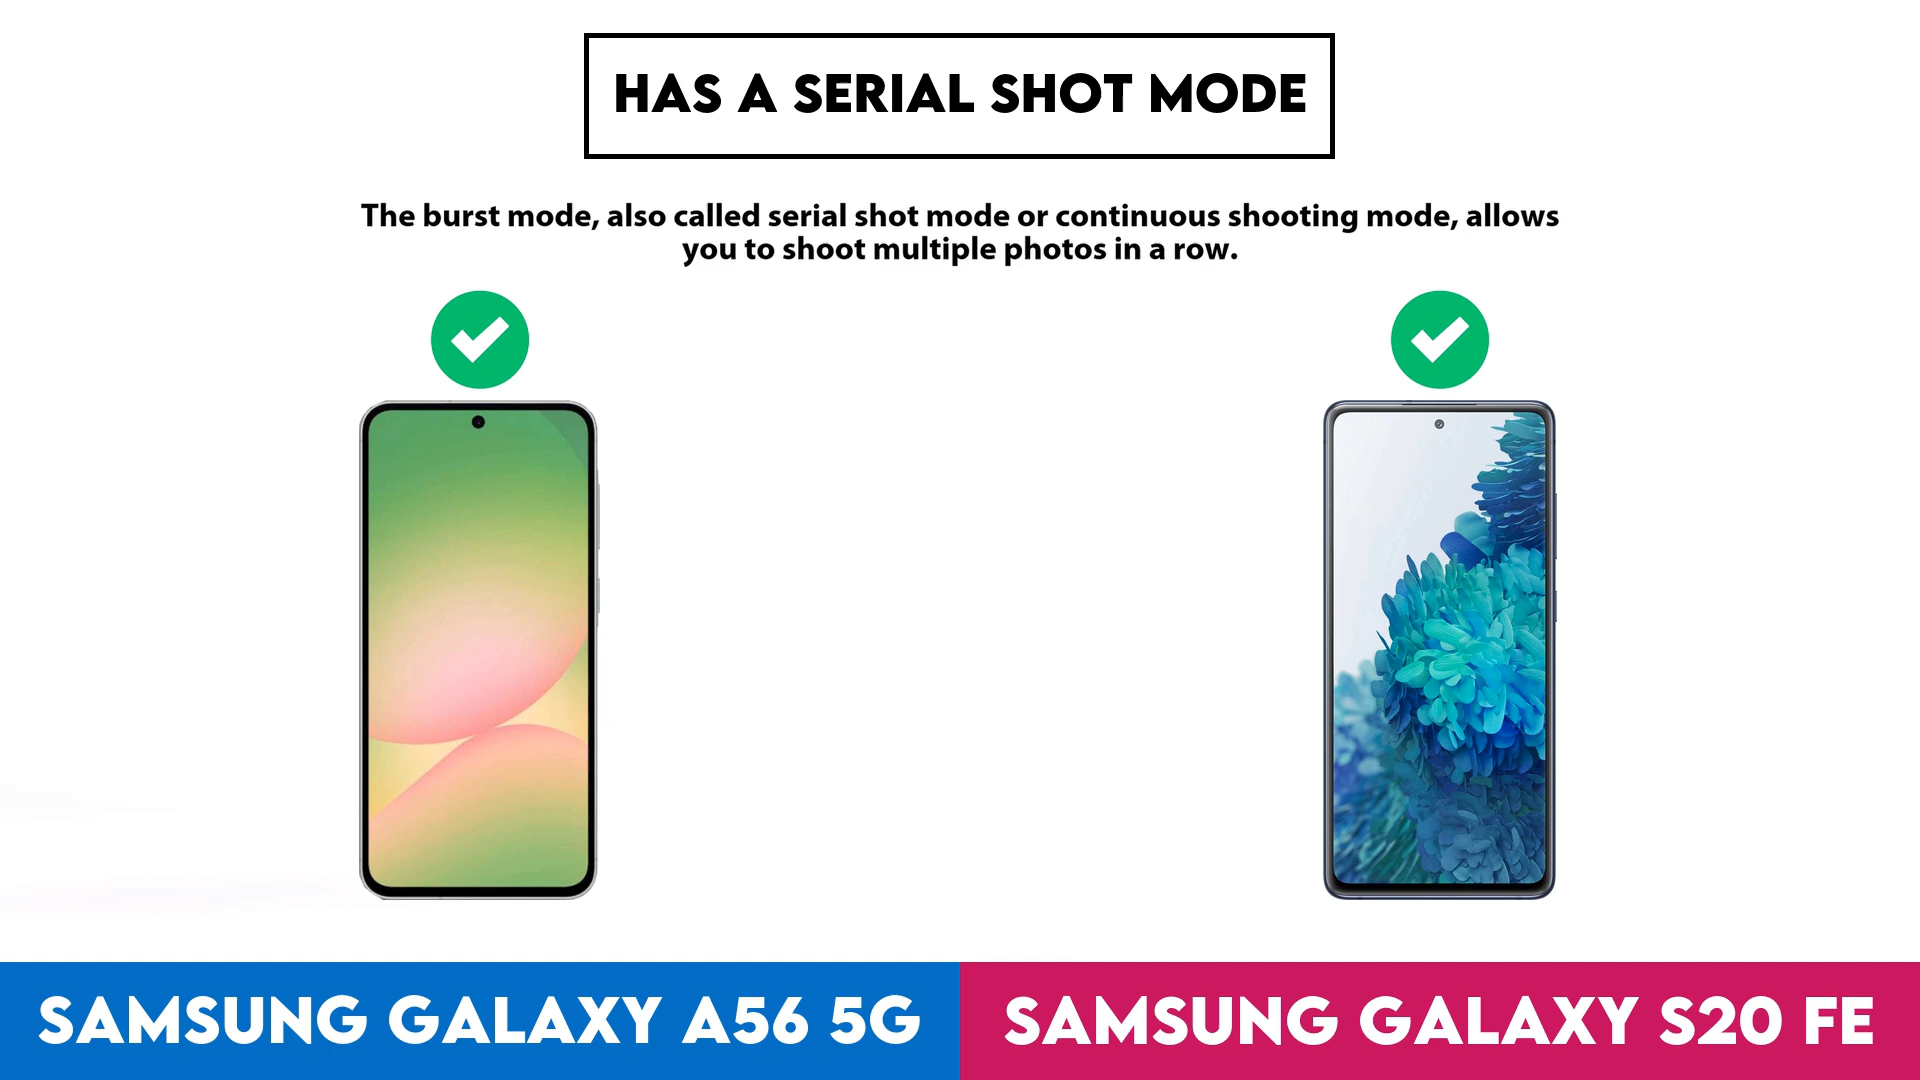 HAS A SERIAL SHOT MODE
The burst mode, also called serial shot mode or continuous shooting mode, allows
you to shoot multiple photos in a row.
SAMSUNG GALAXY A56 5G
SAMSUNG GALAXY S20 FE